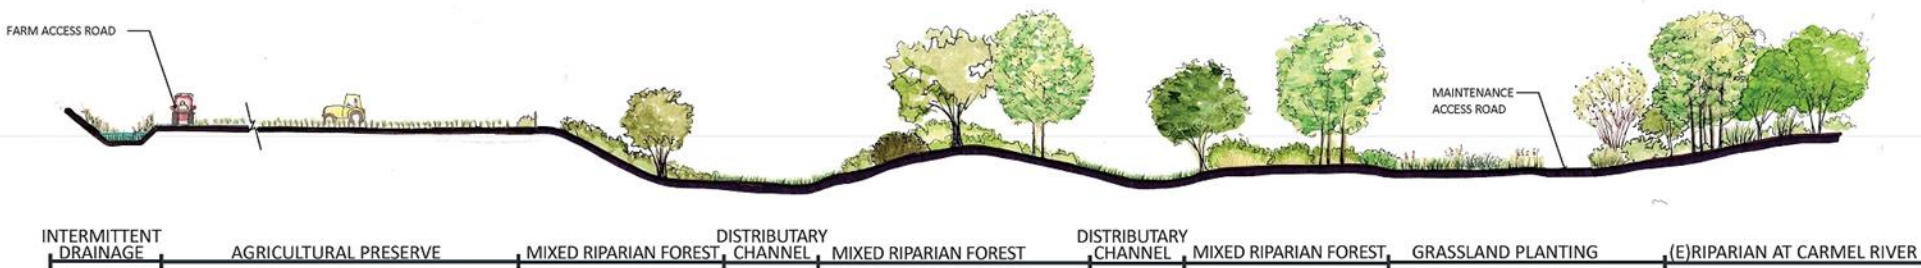 FARM ACCESS ROAD
MAINTENANCE
ACCESS ROAD
INTERMITTENT
DRAINAGE
AGRICULTURAL PRESERVE
MIXED RIPARIAN FOREST
DISTRIBUTARY
CHANNEL
MIXED RIPARIAN FOREST
DISTRIBUTARY
CHANNEL
MIXED RIPARIAN FOREST
GRASSLAND PLANTING
(E)RIPARIAN AT CARMEL RIVER